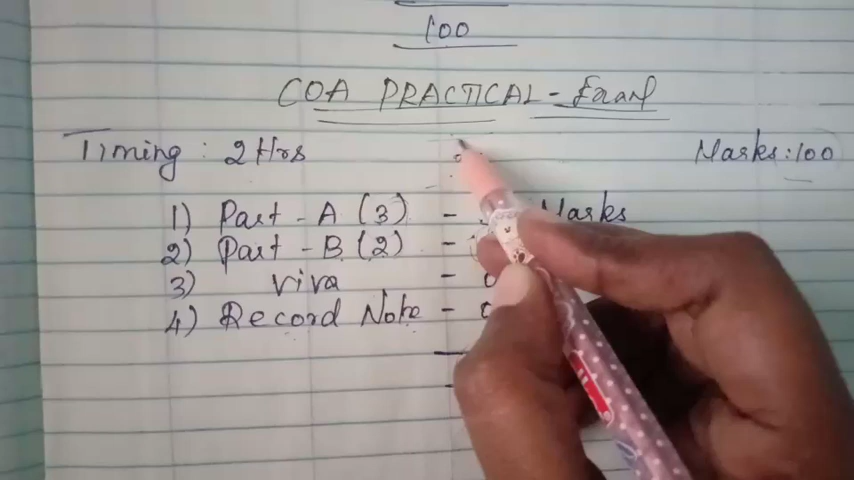 100
COA PRACTICAL - Exam
Timing : 2 Hrs Marks : 100
1) Part - A (3) - Marks
2) Part - B (2) -
3) Viva -
4) Record Note -